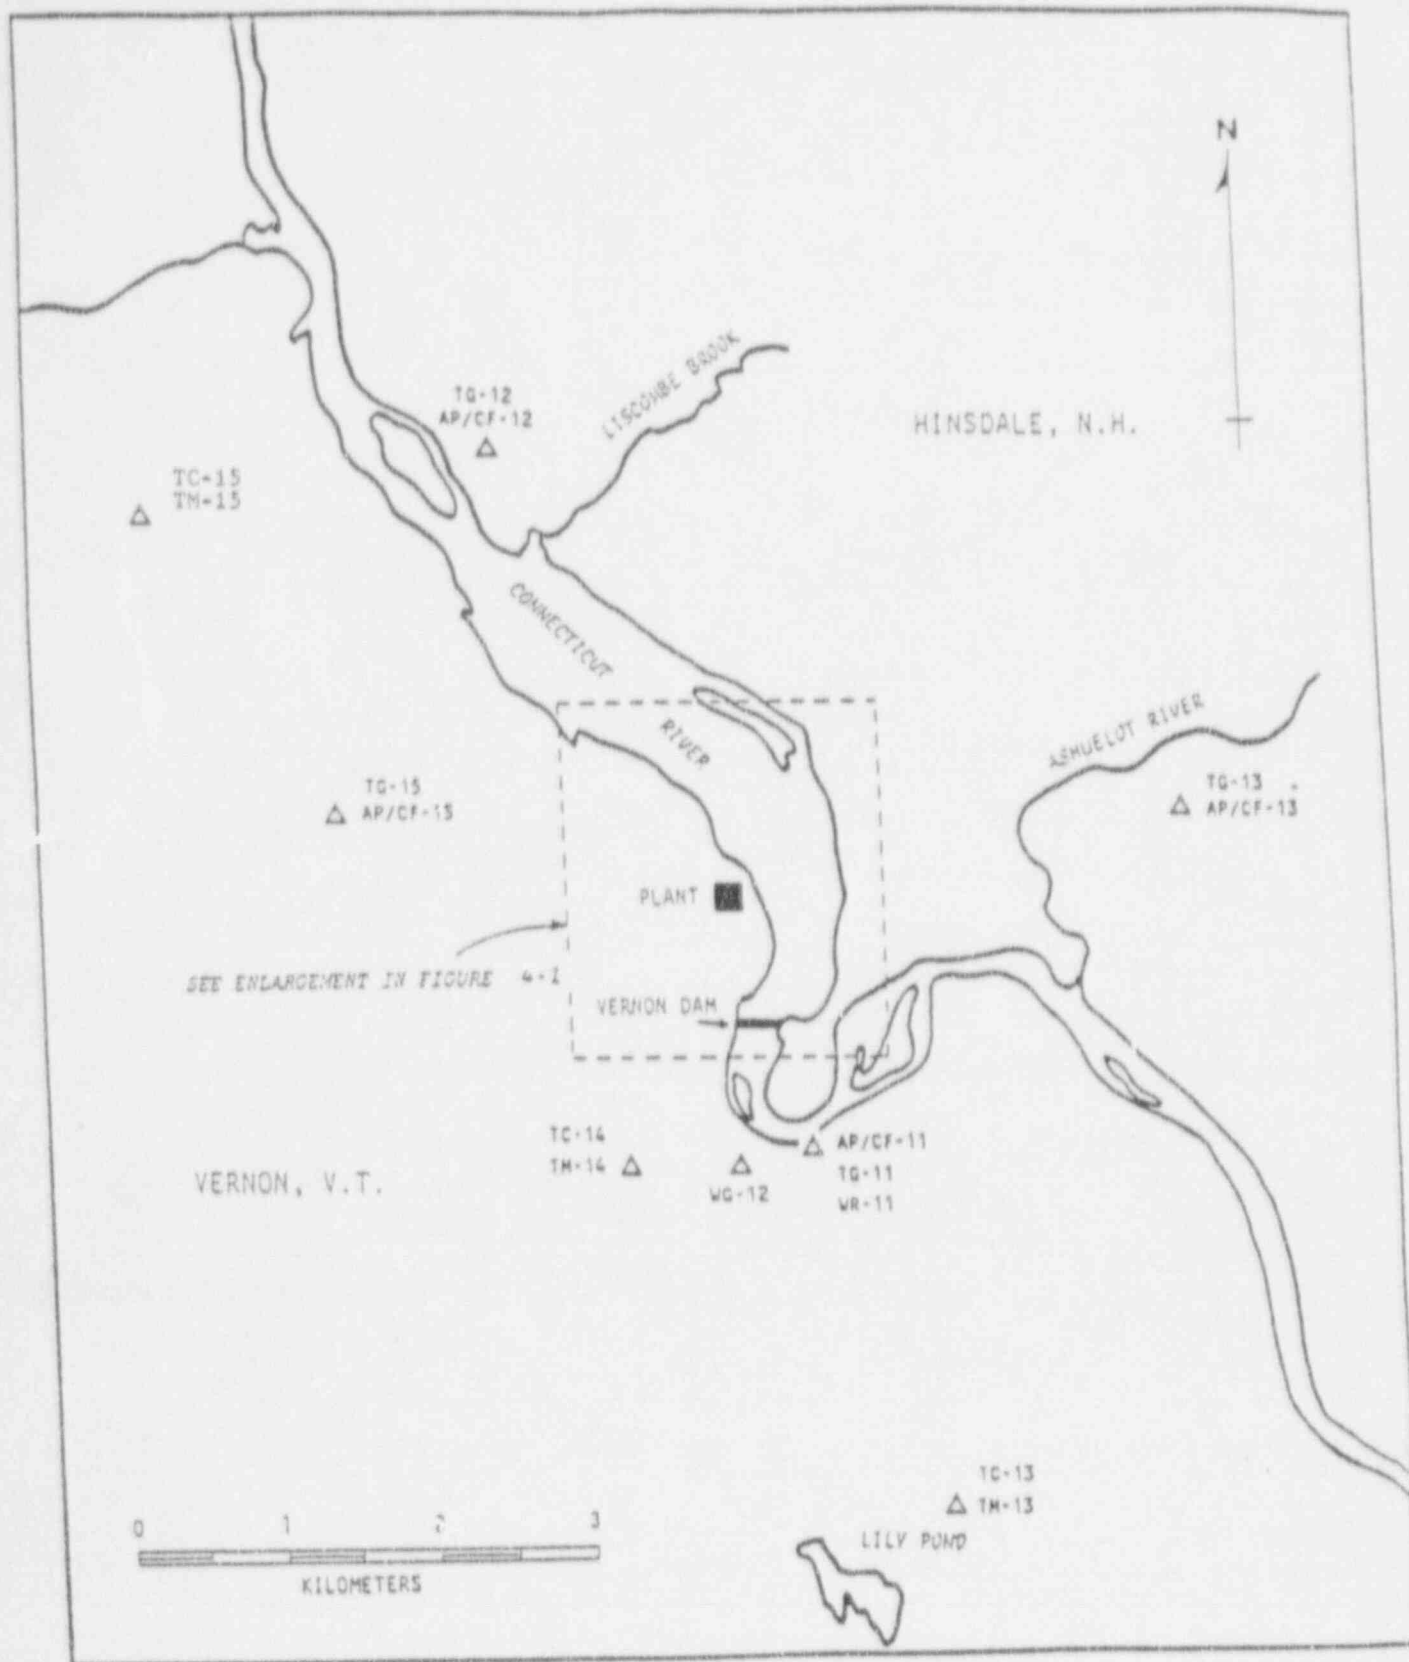 N
TG-12
AP/CF-12
LISCOMBE BROOK
HINSDALE, N.H.
TC-15
TM-15
CONNECTICUT
RIVER
ASHUELOT RIVER
TG-15
AP/CF-15
TG-13
AP/CF-13
PLANT
SEE ENLARGEMENT IN FIGURE 4-1
VERNON DAM
TC-14
TM-14
WG-12
AP/CF-11
TG-11
WR-11
VERNON, V.T.
TC-13
TM-13
LILY POND
0 1 2 3
KILOMETERS